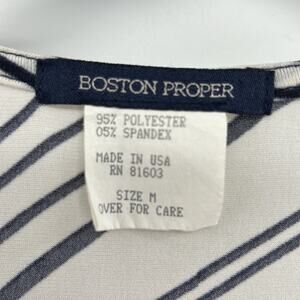 BOSTON PROPER
95% POLYESTER
05% SPANDEX
MADE IN USA
RN 81603
SIZE M
OVER FOR CARE